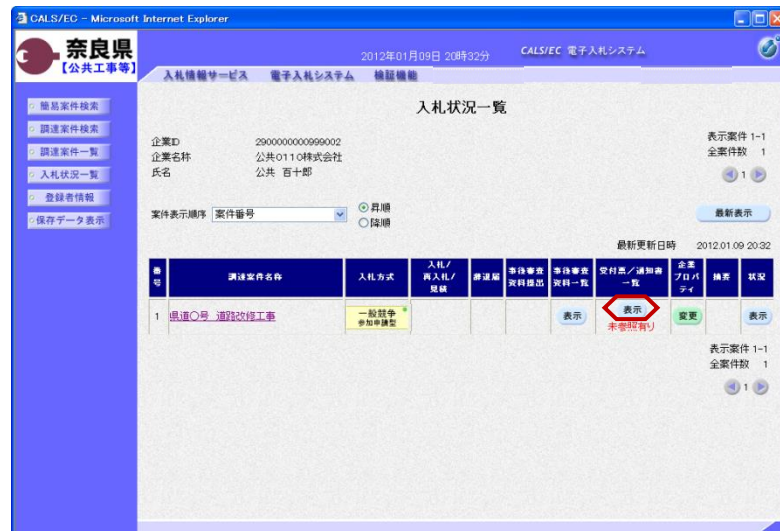 CALS/EC - Microsoft Internet Explorer
奈良県
【公共工事等】
2012年01月09日 20時32分
CALS/EC 電子入札システム
入札情報サービス 電子入札システム 検証機能
簡易案件検索
調達案件検索
調達案件一覧
入札状況一覧
登録者情報
保存データ表示
入札状況一覧
企業ID 2900000000999002
企業名称 公共0110株式会社
氏名 公共 百十郎
表示案件 1-1
全案件数 1
1
案件表示順序 案件番号
昇順
降順
最新表示
最新更新日時 2012.01.09 20:32
番号 調達案件名称 入札方式 入札/再入札/見積 辞退届 事後審査資料提出 事後審査資料一覧 受付票/通知書一覧 企業プロパティ 摘要 状況
1 県道○号 道路改修工事 一般競争 参加申請型 表示 表示 未参照有り 変更 表示
表示案件 1-1
全案件数 1
1